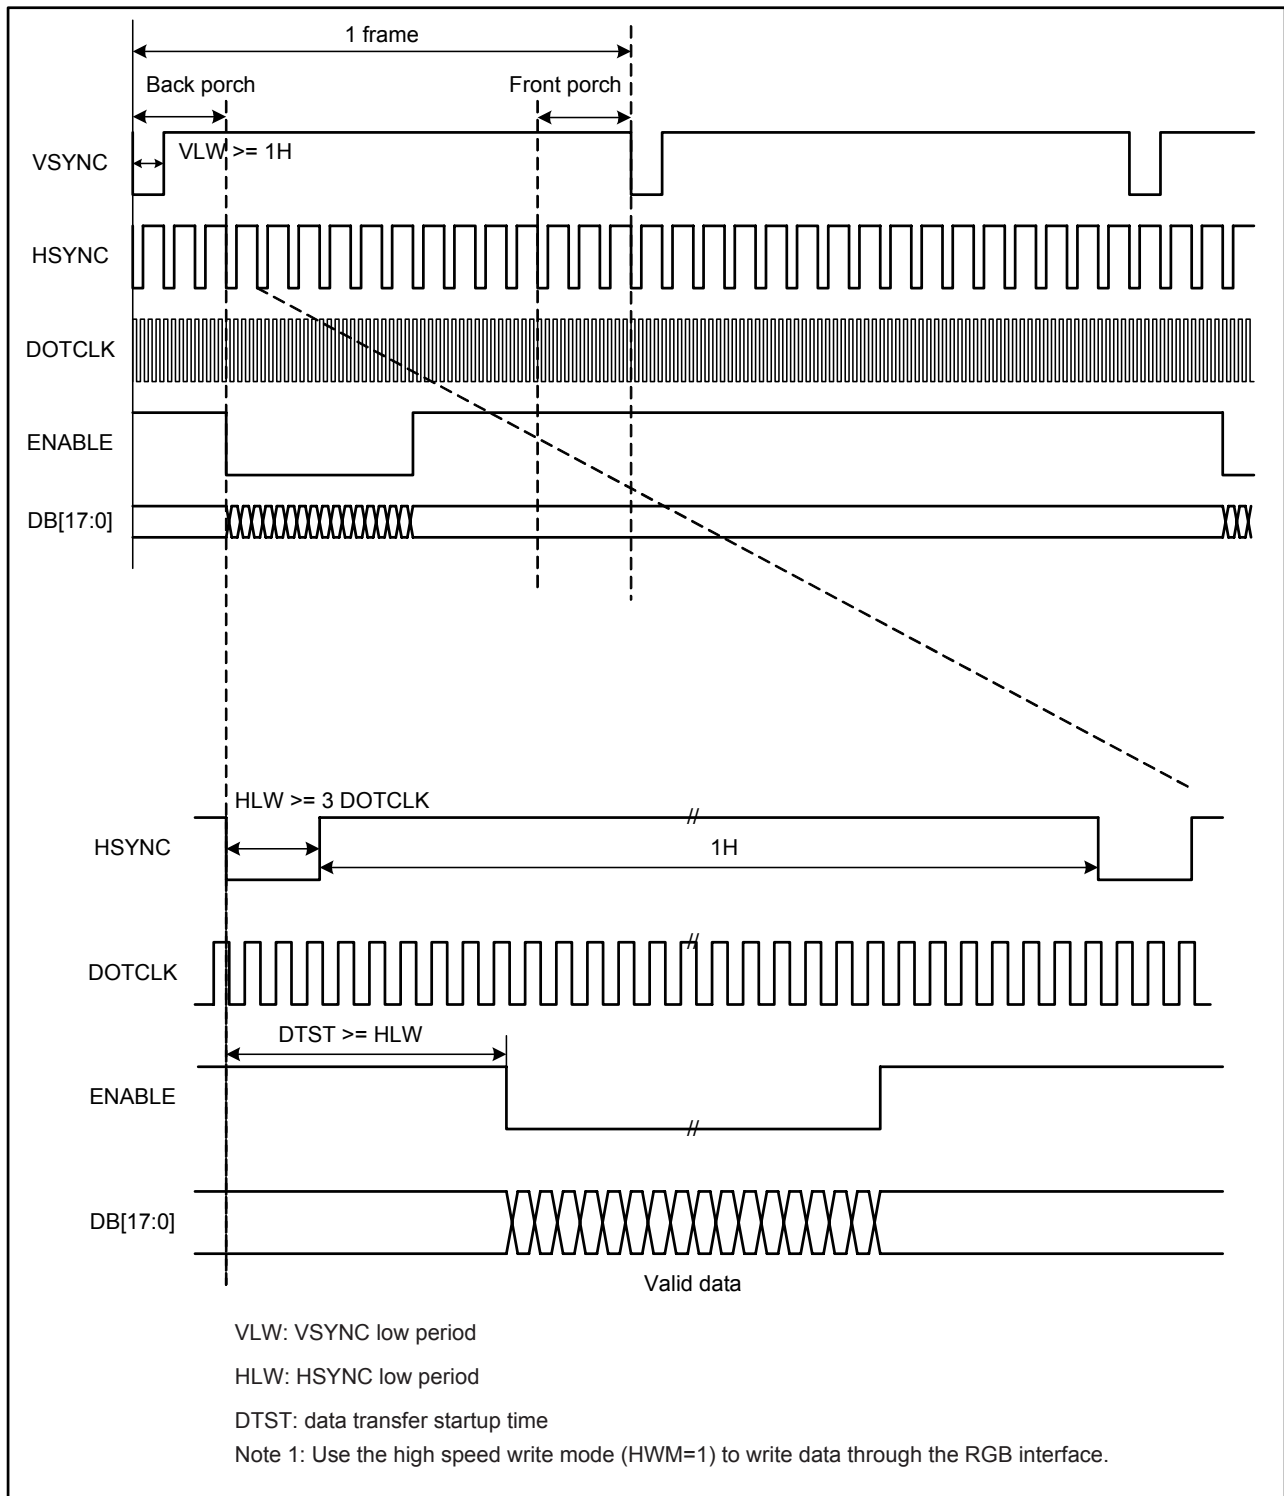 1 frame
Back porch
Front porch
VLW >= 1H
VSYNC
HSYNC
DOTCLK
ENABLE
DB[17:0]
HLW >= 3 DOTCLK
//
HSYNC
1H
//
DOTCLK
DTST >= HLW
ENABLE
//
DB[17:0]
Valid data
VLW: VSYNC low period
HLW: HSYNC low period
DTST: data transfer startup time
Note 1: Use the high speed write mode (HWM=1) to write data through the RGB interface.